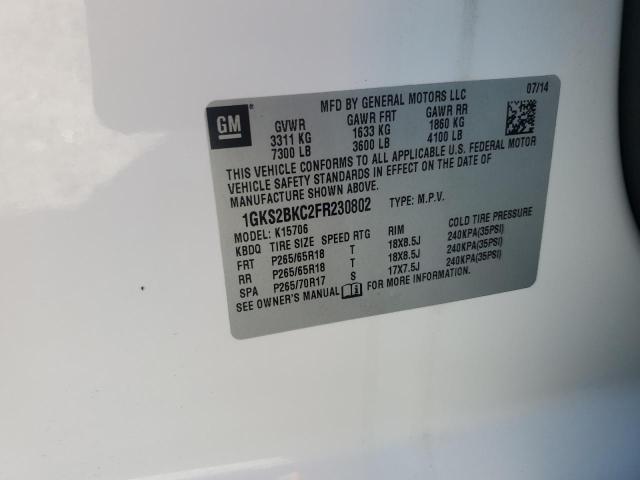 MFD BY GENERAL MOTORS LLC 07/14
GM
GVWR GAWR FRT GAWR RR
3311 KG 1633 KG 1860 KG
7300 LB 3600 LB 4100 LB
THIS VEHICLE CONFORMS TO ALL APPLICABLE U.S. FEDERAL MOTOR
VEHICLE SAFETY STANDARDS IN EFFECT ON THE DATE OF
MANUFACTURE SHOWN ABOVE.
1GKS2BKC2FR230802 TYPE: M.P.V.
MODEL: K15706
KBDQ TIRE SIZE SPEED RTG RIM COLD TIRE PRESSURE
FRT P265/65R18 T 18X8.5J 240KPA(35PSI)
RR P265/65R18 T 18X8.5J 240KPA(35PSI)
SPA P265/70R17 S 17X7.5J 240KPA(35PSI)
SEE OWNER'S MANUAL FOR MORE INFORMATION.